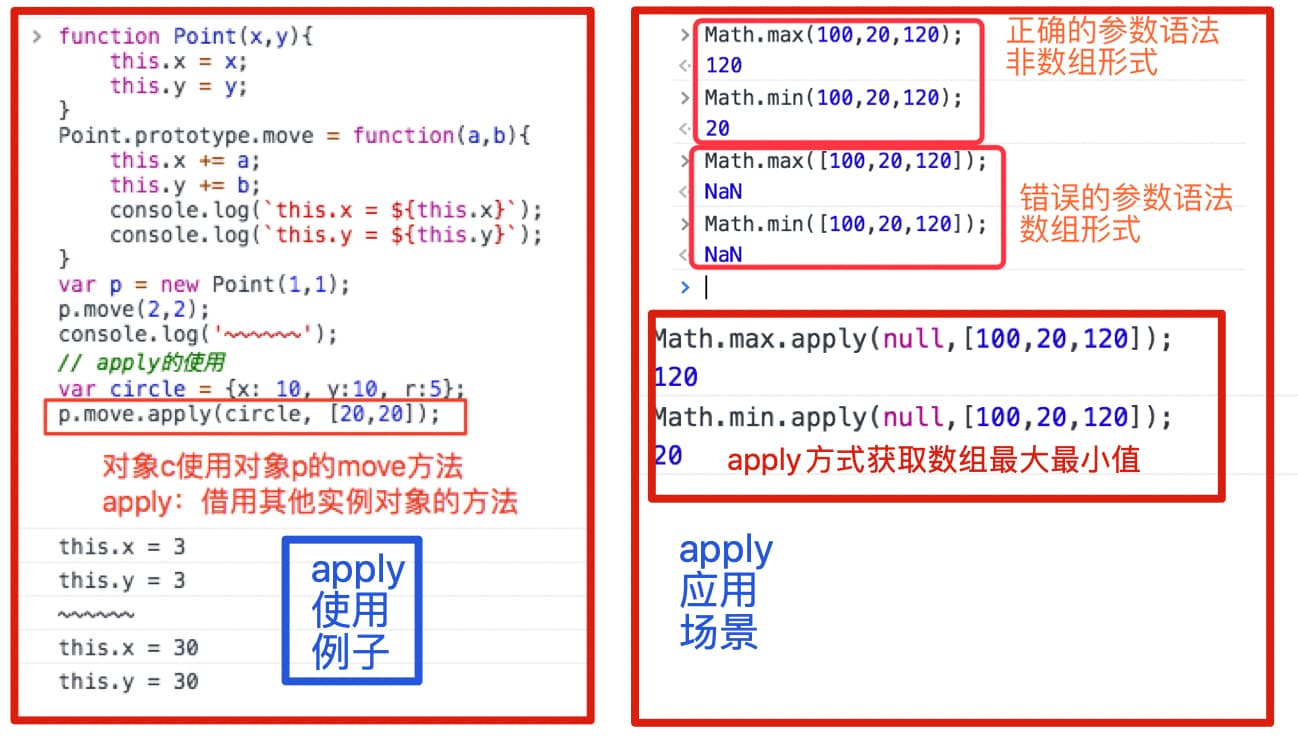 > function Point(x,y){
this.x = x;
this.y = y;
}
Point.prototype.move = function(a,b){
this.x += a;
this.y += b;
console.log(`this.x = ${this.x}`);
console.log(`this.y = ${this.y}`);
}
var p = new Point(1,1);
p.move(2,2);
console.log('~~~~~~');
// apply的使用
var circle = {x: 10, y:10, r:5};
p.move.apply(circle, [20,20]);
对象c使用对象p的move方法
apply：借用其他实例对象的方法
this.x = 3
this.y = 3
~~~~~~
this.x = 30
this.y = 30
apply
使用
例子
> Math.max(100,20,120);
< 120
> Math.min(100,20,120);
< 20
正确的参数语法
非数组形式
> Math.max([100,20,120]);
< NaN
> Math.min([100,20,120]);
< NaN
>
错误的参数语法
数组形式
Math.max.apply(null,[100,20,120]);
120
Math.min.apply(null,[100,20,120]);
20
apply方式获取数组最大最小值
apply
应用
场景